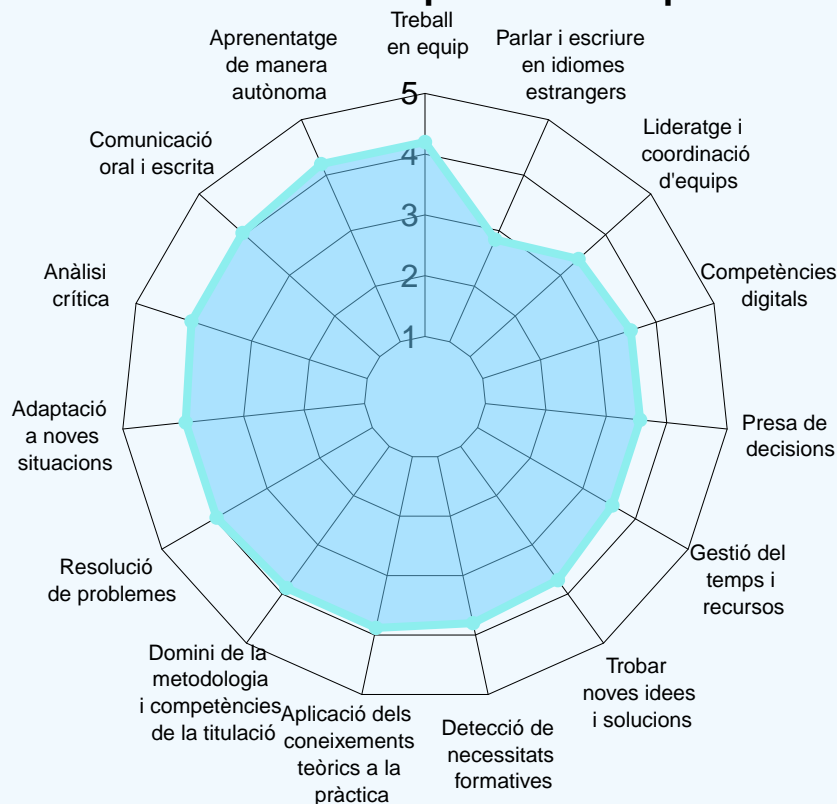 Treball
en equip
Parlar i escriure
en idiomes
estrangers
Lideratge i
coordinació
d'equips
Competències
digitals
Presa de
decisions
Gestió del
temps i
recursos
Trobar
noves idees
i solucions
Detecció de
necessitats
formatives
Aplicació dels
coneixements
teòrics a la
pràctica
Domini de la
metodologia
i competències
de la titulació
Resolució
de problemes
Adaptació
a noves
situacions
Anàlisi
crítica
Comunicació
oral i escrita
Aprenentatge
de manera
autònoma
5
4
3
2
1